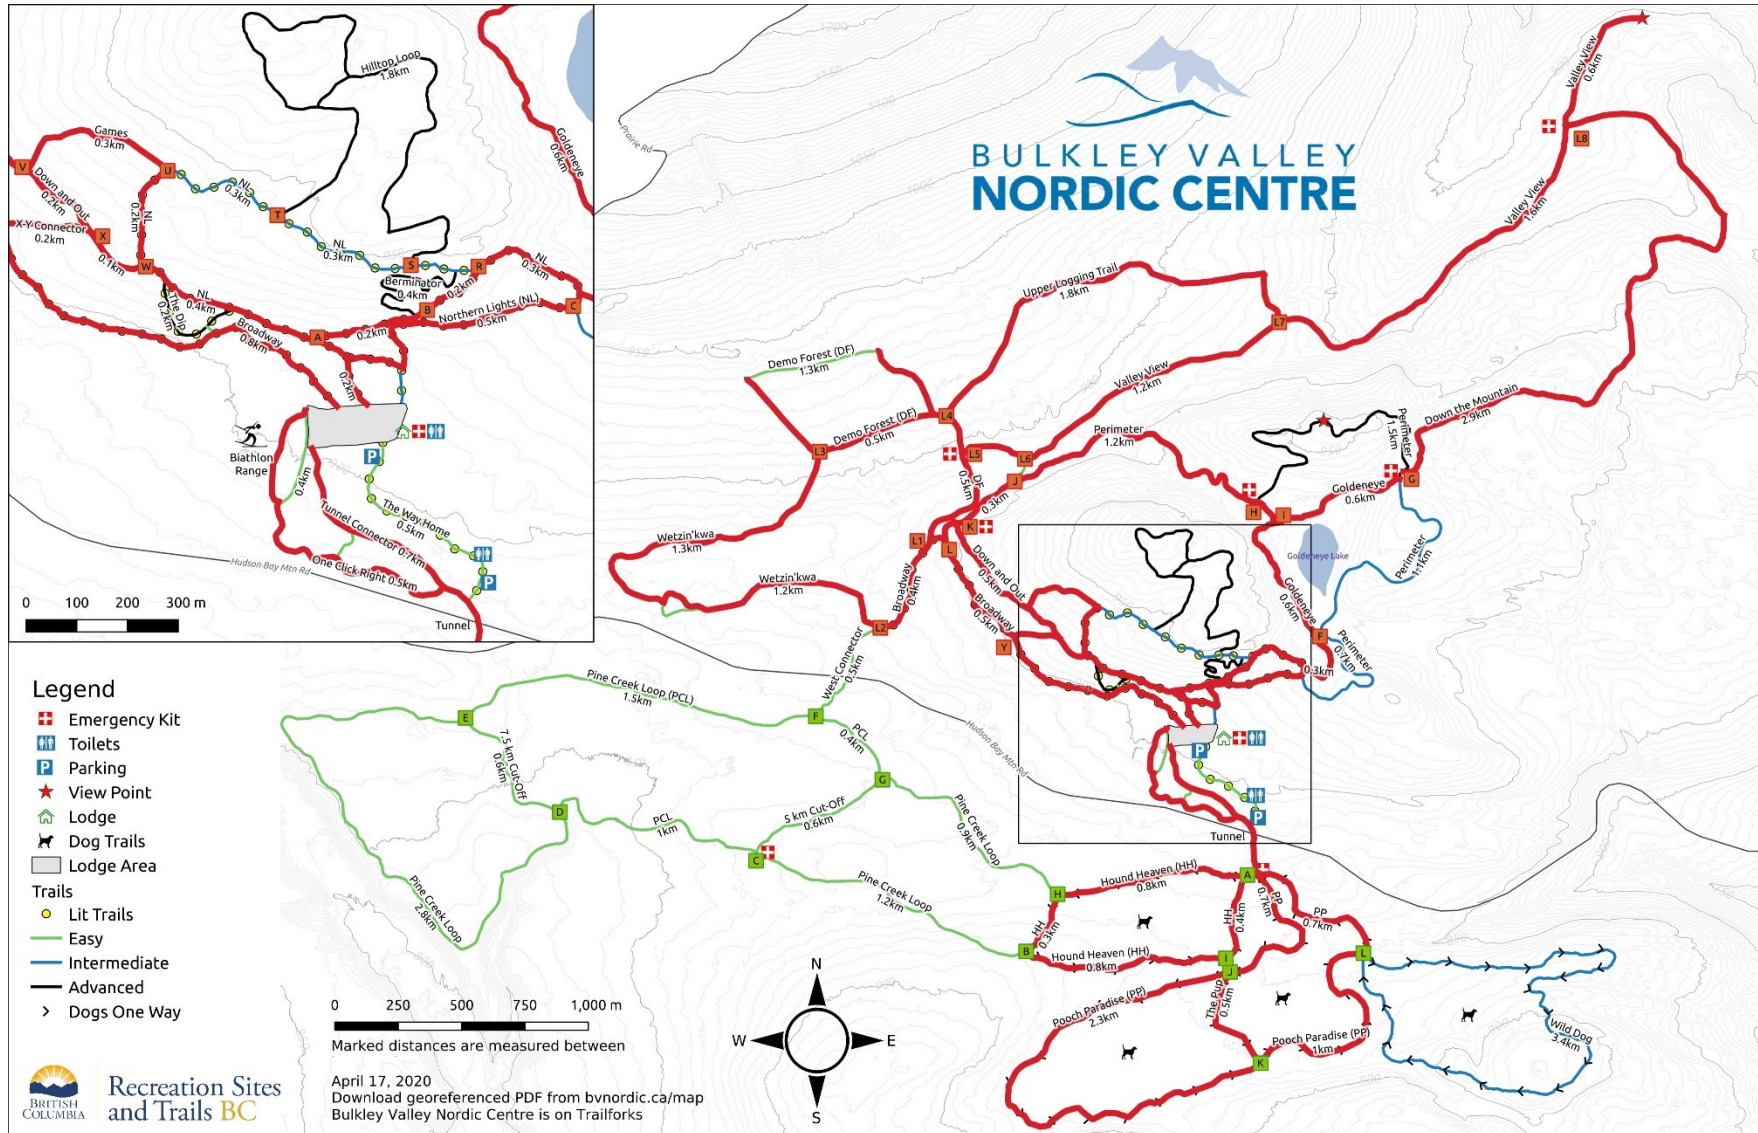 BULKLEY VALLEY
NORDIC CENTRE
Hilltop Loop
1.8km
Games
0.3km
Goldeneye
0.6km
V
U
Down and Out
0.2km
NL
0.3km
T
NL
0.2km
X-Y Connector
0.2km
X
0.1km
W
NL
0.3km
S
R
NL
0.3km
Berminator
0.4km
0.2km
B
Northern Lights (NL)
0.5km
C
The Dip
0.2km
NL
0.4km
Broadway
0.8km
A
0.2km
0.2km
Biathlon
Range
P
0.4km
The Way Home
0.5km
Tunnel Connector 0.7km
One Click Right 0.5km
P
Hudson Bay Mtn Rd
Tunnel
0 100 200 300 m
Prairie Rd
1200
1100
1000
950
Valley View
0.6km
L8
Valley View
1.6km
Upper Logging Trail
1.8km
L7
Demo Forest (DF)
1.3km
Valley View
1.2km
Demo Forest (DF)
0.5km
L4
L3
L5
L6
DF
0.5km
J
0.3km
Perimeter
1.2km
Perimeter
1.5km
Down the Mountain
2.9km
G
Goldeneye
0.6km
H
I
K
L1
L
Wetzin'kwa
1.3km
Wetzin'kwa
1.2km
Broadway
0.4km
L2
Down and Out
0.5km
Broadway
0.5km
Y
Goldeneye Lake
Perimeter
1.1km
Goldeneye
0.6km
F
Perimeter
0.7km
0.3km
West Connector
0.5km
Hudson Bay Mtn Rd
P
P
Tunnel
Pine Creek Loop (PCL)
1.5km
E
F
PCL
0.4km
7.5 km Cut-Off
0.6km
G
D
PCL
1km
5 km Cut-Off
0.6km
C
Pine Creek Loop
0.9km
Pine Creek Loop
2.8km
Pine Creek Loop
1.2km
H
Hound Heaven (HH)
0.8km
A
HH
0.3km
HH
0.4km
PP
0.7km
PP
0.7km
B
Hound Heaven (HH)
0.8km
I
J
L
Pooch Paradise (PP)
2.3km
The Pup
0.5km
Pooch Paradise (PP)
1km
K
Wild Dog
3.4km
Legend
Emergency Kit
Toilets
P Parking
View Point
Lodge
Dog Trails
Lodge Area
Trails
Lit Trails
Easy
Intermediate
Advanced
Dogs One Way
0 250 500 750 1,000 m
Marked distances are measured between
April 17, 2020
Download georeferenced PDF from bvnordic.ca/map
Bulkley Valley Nordic Centre is on Trailforks
N
W
E
S
BRITISH
COLUMBIA
Recreation Sites
and Trails BC